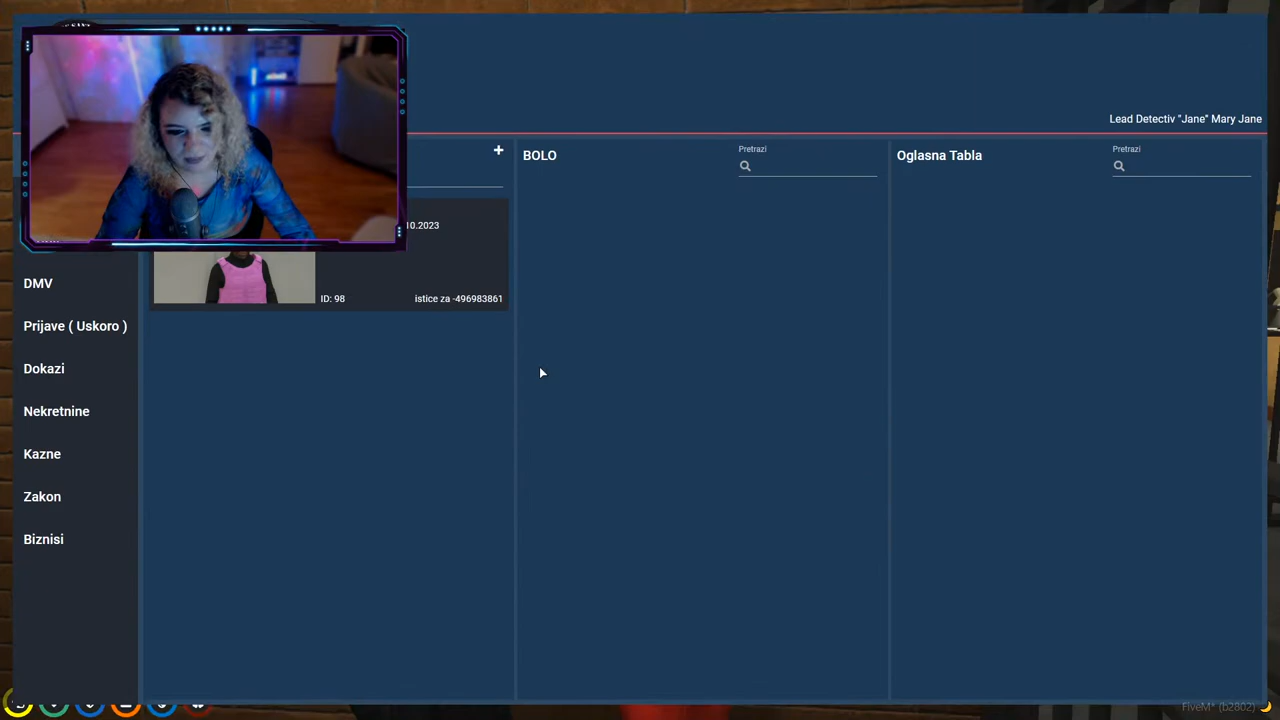 Lead Detectiv "Jane" Mary Jane
BOLO
Pretrazi
Oglasna Tabla
Pretrazi
10.2023
ID: 98
istice za -496983861
DMV
Prijave ( Uskoro )
Dokazi
Nekretnine
Kazne
Zakon
Biznisi
FiveM* (b2802)